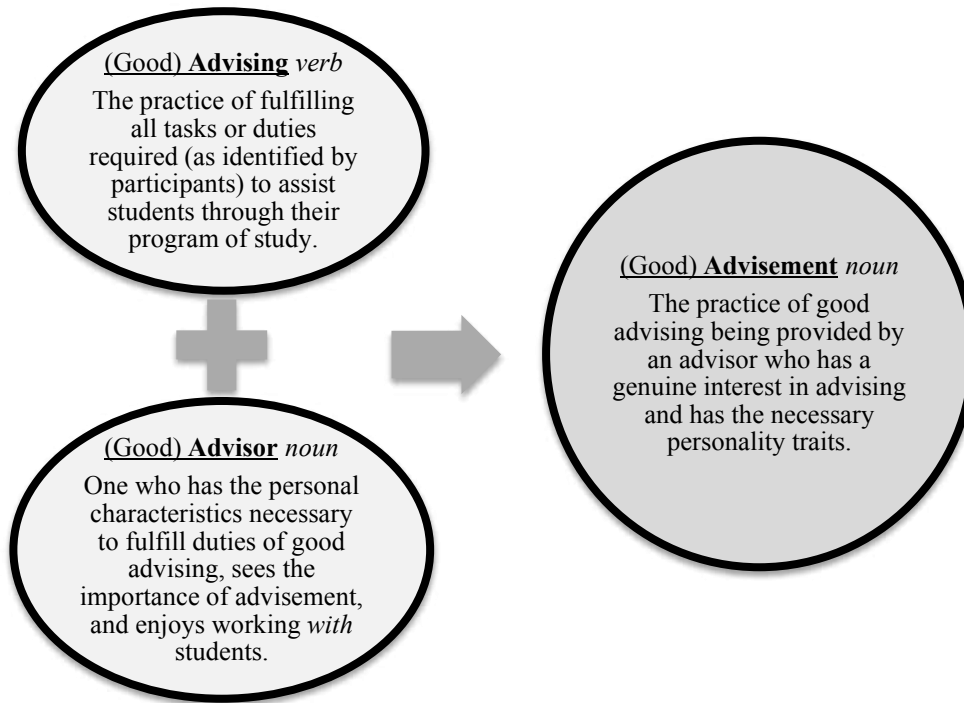 (Good) Advising verb
The practice of fulfilling
all tasks or duties
required (as identified by
participants) to assist
students through their
program of study.
(Good) Advisor noun
One who has the personal
characteristics necessary
to fulfill duties of good
advising, sees the
importance of advisement,
and enjoys working with
students.
(Good) Advisement noun
The practice of good
advising being provided by
an advisor who has a
genuine interest in advising
and has the necessary
personality traits.